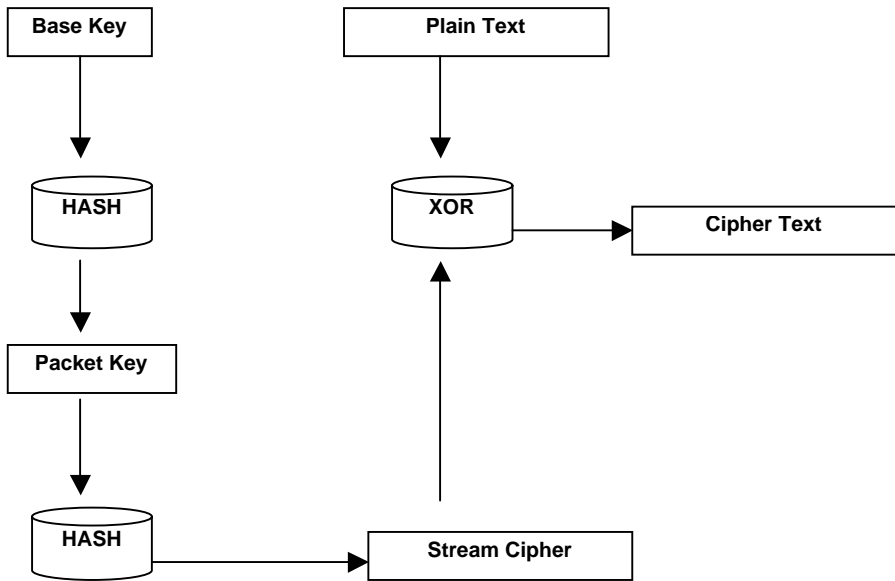 Base Key
Plain Text
HASH
XOR
Cipher Text
Packet Key
HASH
Stream Cipher